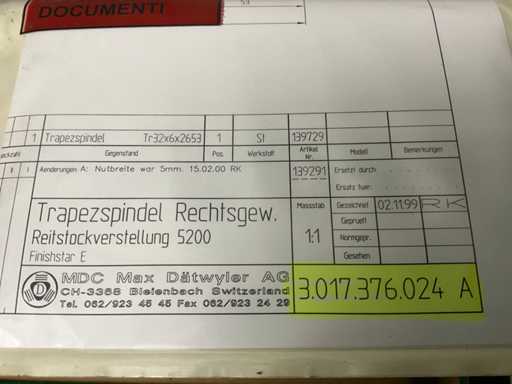 DOCUMENTI
53
1 Trapezspindel Tr32x6x2653 1 St 139729
Gegenstand Pos. Werkstoff Artikel Nr. Modell Bemerkungen
Aenderungen A: Nutbreite war 5mm. 15.02.00 RK 139291 Ersetzt durch
Ersatz fuer:
Trapezspindel Rechtsgew. Massstab Gezeichnet 02.11.99 RK
Reitstockverstellung 5200 1:1 Geprueft
Finishstar E Normgepr.
Gesehen
MDC Max Dätwyler AG
CH-3368 Bleienbach Switzerland
Tel. 062/923 45 45 Fax 062/923 24 29
3.017.376.024 A